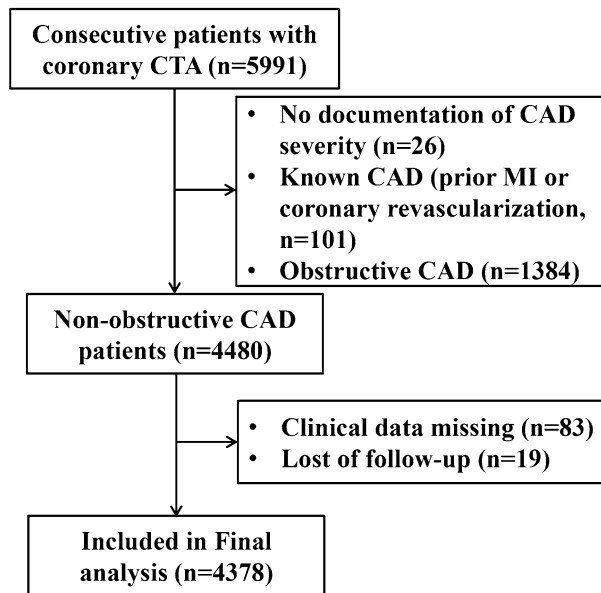 Consecutive patients with
coronary CTA (n=5991)
• No documentation of CAD
severity (n=26)
• Known CAD (prior MI or
coronary revascularization,
n=101)
• Obstructive CAD (n=1384)
Non-obstructive CAD
patients (n=4480)
• Clinical data missing (n=83)
• Lost of follow-up (n=19)
Included in Final
analysis (n=4378)